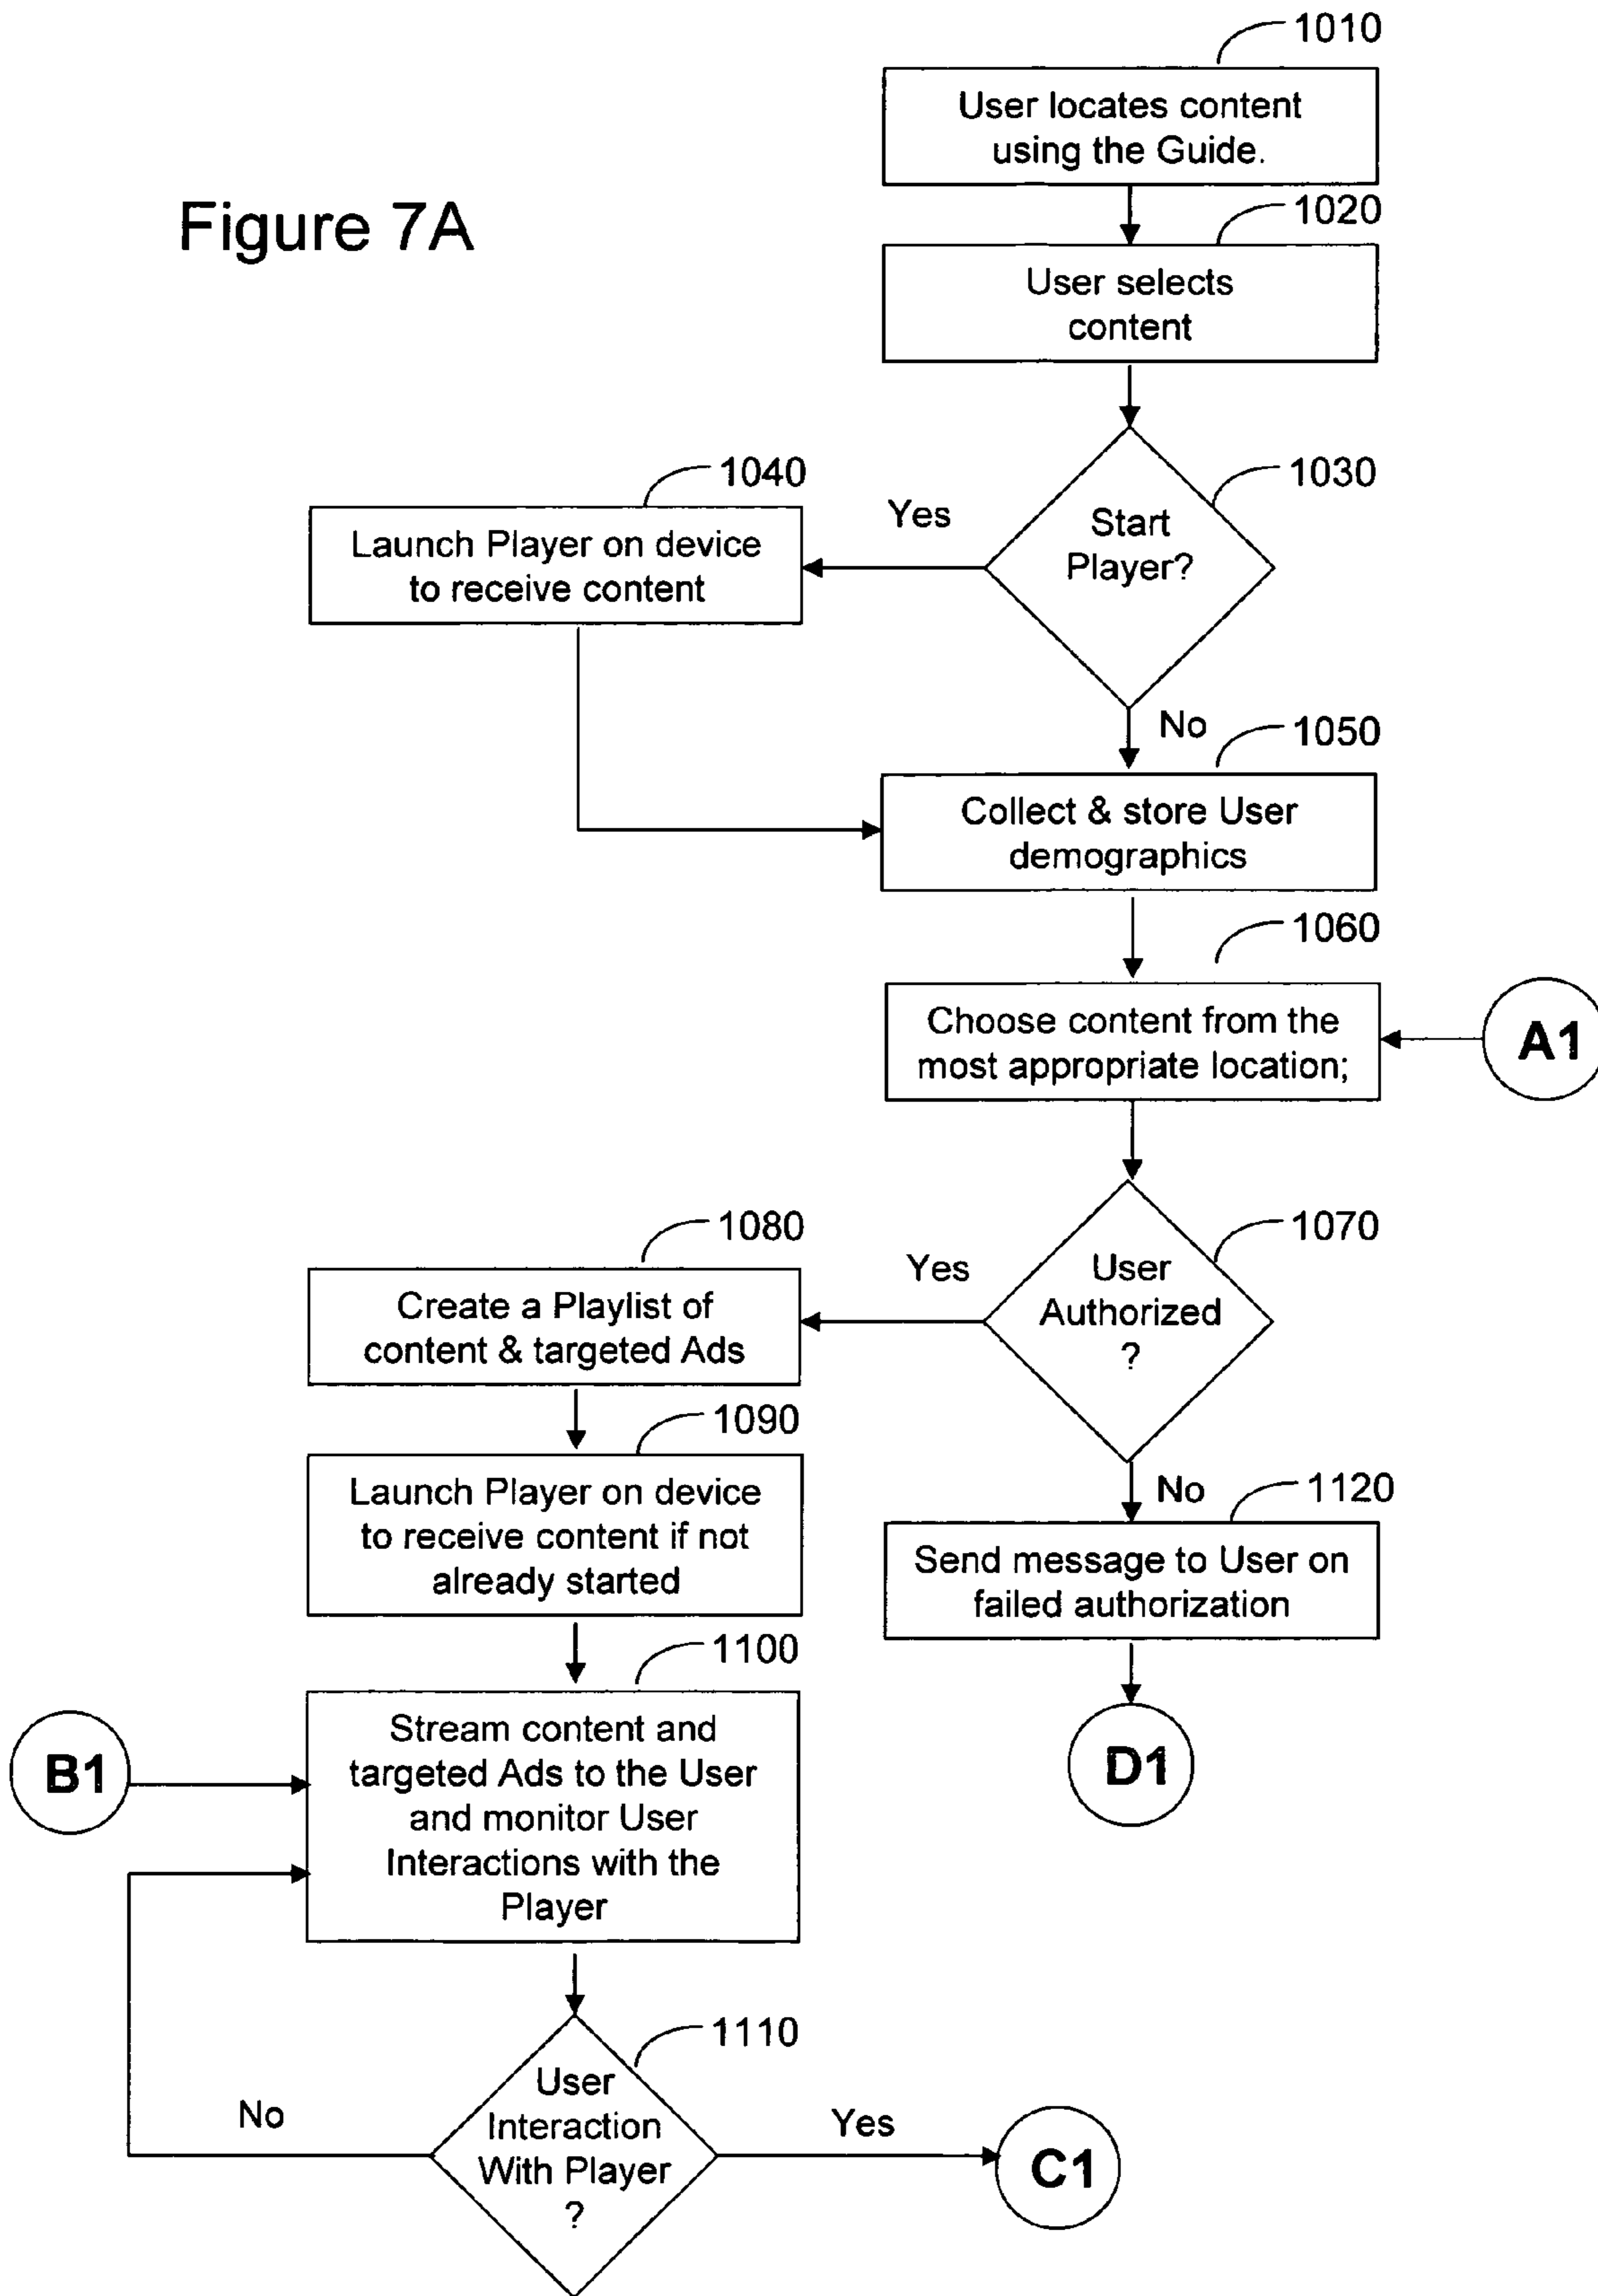 Figure 7A
1010
User locates content
using the Guide.
1020
User selects
content
1030
Start
Player?
Yes
1040
Launch Player on device
to receive content
No
1050
Collect & store User
demographics
1060
Choose content from the
most appropriate location;
A1
1070
User
Authorized
?
Yes
1080
Create a Playlist of
content & targeted Ads
1090
Launch Player on device
to receive content if not
already started
No
1120
Send message to User on
failed authorization
D1
1100
Stream content and
targeted Ads to the User
and monitor User
Interactions with the
Player
B1
1110
User
Interaction
With Player
?
No
Yes
C1